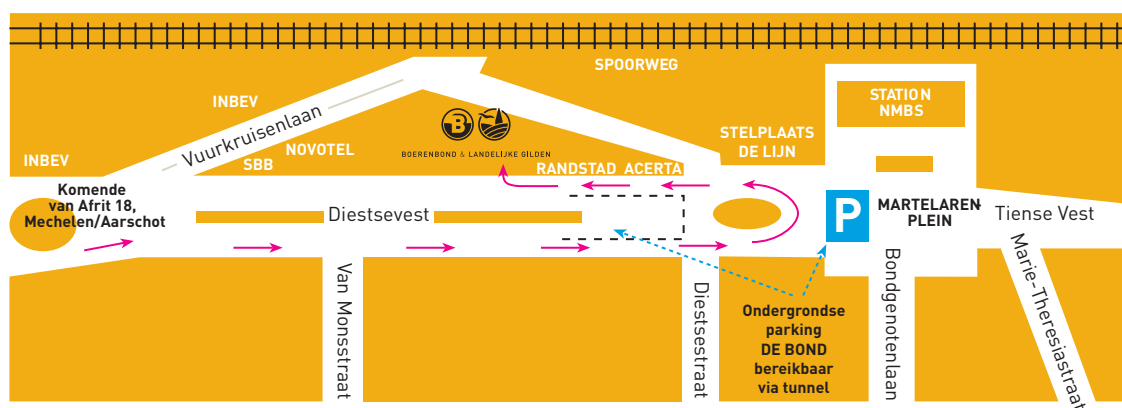 SPOORWEG
STATION
NMBS
INBEV
Vuurkruisenlaan
B
STELPLAATS
DE LIJN
NOVOTEL
BOERENBOND & LANDELIJKE GILDEN
INBEV
SBB
RANDSTAD ACERTA
Komende
van Afrit 18,
Mechelen/Aarschot
Diestsevest
P
MARTELAREN-
PLEIN
Tiense Vest
Van Monsstraat
Diestsestraat
Bondgenotenlaan
Marie-Theresiastraat
Ondergrondse
parking
DE BOND
bereikbaar
via tunnel